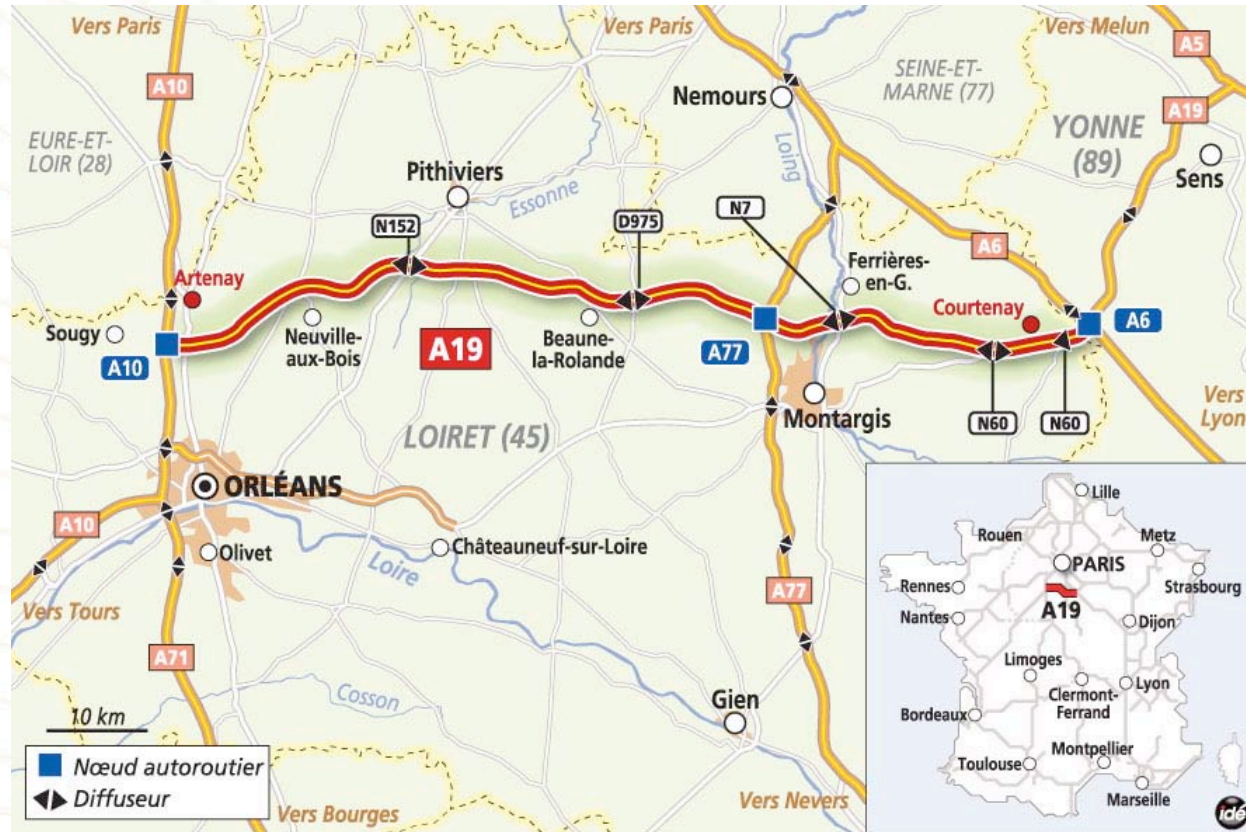 Vers Paris
Vers Paris
Vers Melun
A5
A10
SEINE-ET-
MARNE (77)
Nemours
A19
EURE-ET-
LOIR (28)
YONNE
(89)
Loing
Sens
Pithiviers
Essonne
N152
D975
N7
A6
Artenay
Ferrières-
en-G.
Courtenay
Sougy
Neuville-
aux-Bois
A19
Beaune-
la-Rolande
A10
A77
A6
Montargis
N60
N60
Vers
Lyon
LOIRET (45)
ORLÉANS
A10
Olivet
Châteauneuf-sur-Loire
Loire
Vers Tours
A77
A71
Cosson
Gien
10 km
Nœud autoroutier
Diffuseur
Vers Bourges
Vers Nevers
Lille
Rouen
Metz
PARIS
Rennes
Strasbourg
A19
Nantes
Dijon
Limoges
Lyon
Clermont-
Ferrand
Bordeaux
Montpellier
Toulouse
Marseille
idé